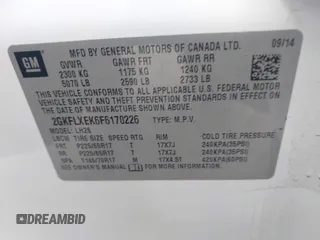 GM
MFD BY GENERAL MOTORS OF CANADA LTD.
09/14
GVWR GAWR FRT GAWR RR
2300 KG 1175 KG 1240 KG
5070 LB 2590 LB 2733 LB
THIS VEHICLE CONFORMS TO ALL APPLICABLE
U.S. FEDERAL MOTOR VEHICLE SAFETY, BUMPER,
AND THEFT PREVENTION STANDARDS IN EFFECT ON
THE DATE OF MANUFACTURE SHOWN ABOVE.
2GKFLXEK6F6170226 TYPE: M.P.V.
MODEL: LH26
TIRE SIZE SPEED RTG RIM COLD TIRE PRESSURE
FRT P225/65R17 T 17X7J 240KPA(35PSI)
RR P225/65R17 T 17X7J 240KPA(35PSI)
SPA 17X4.5T 420KPA(60PSI)
SEE OWNER'S MANUAL FOR ADDITIONAL INFORMATION.
STAT.VIN